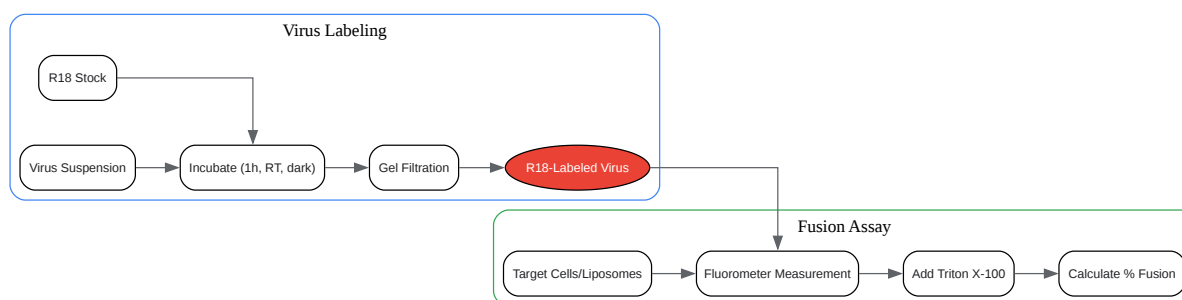 Virus Labeling
R18 Stock
Virus Suspension
Incubate (1h, RT, dark)
Gel Filtration
R18-Labeled Virus
Fusion Assay
Target Cells/Liposomes
Fluorometer Measurement
Add Triton X-100
Calculate % Fusion